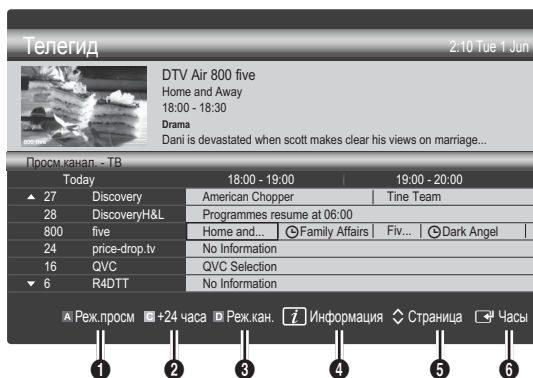 Телегид 2:10 Tue 1 Jun
DTV Air 800 five
Home and Away
18:00 - 18:30
Drama
Dani is devastated when scott makes clear his views on marriage...
800 five
Просм.канал. - ТВ
Today 18:00 - 19:00 19:00 - 20:00
▲ 27 Discovery American Chopper Tine Team
28 DiscoveryH&L Programmes resume at 06:00
800 five Home and... Family Affairs Fiv... Dark Angel
24 price-drop.tv No Information
16 QVC QVC Selection
▼ 6 R4DTT No Information
A Реж.просм C +24 часа D Реж.кан. i Информация Страница Часы
1 2 3 4 5 6